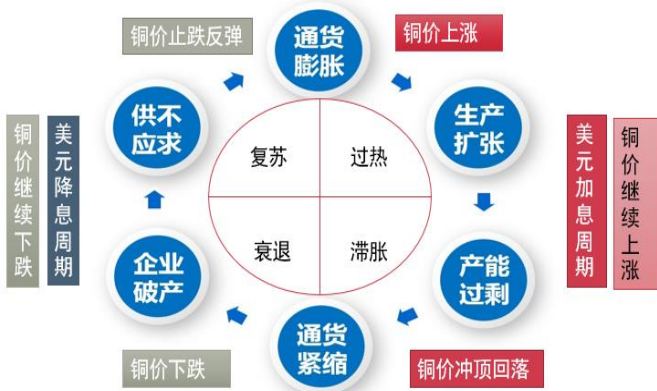 铜价止跌反弹
通货
膨胀
铜价上涨
供不
应求
生产
扩张
复苏
过热
铜价继续下跌
美元降息周期
美元加息周期
铜价继续上涨
衰退
滞胀
企业
破产
产能
过剩
铜价下跌
通货
紧缩
铜价冲顶回落